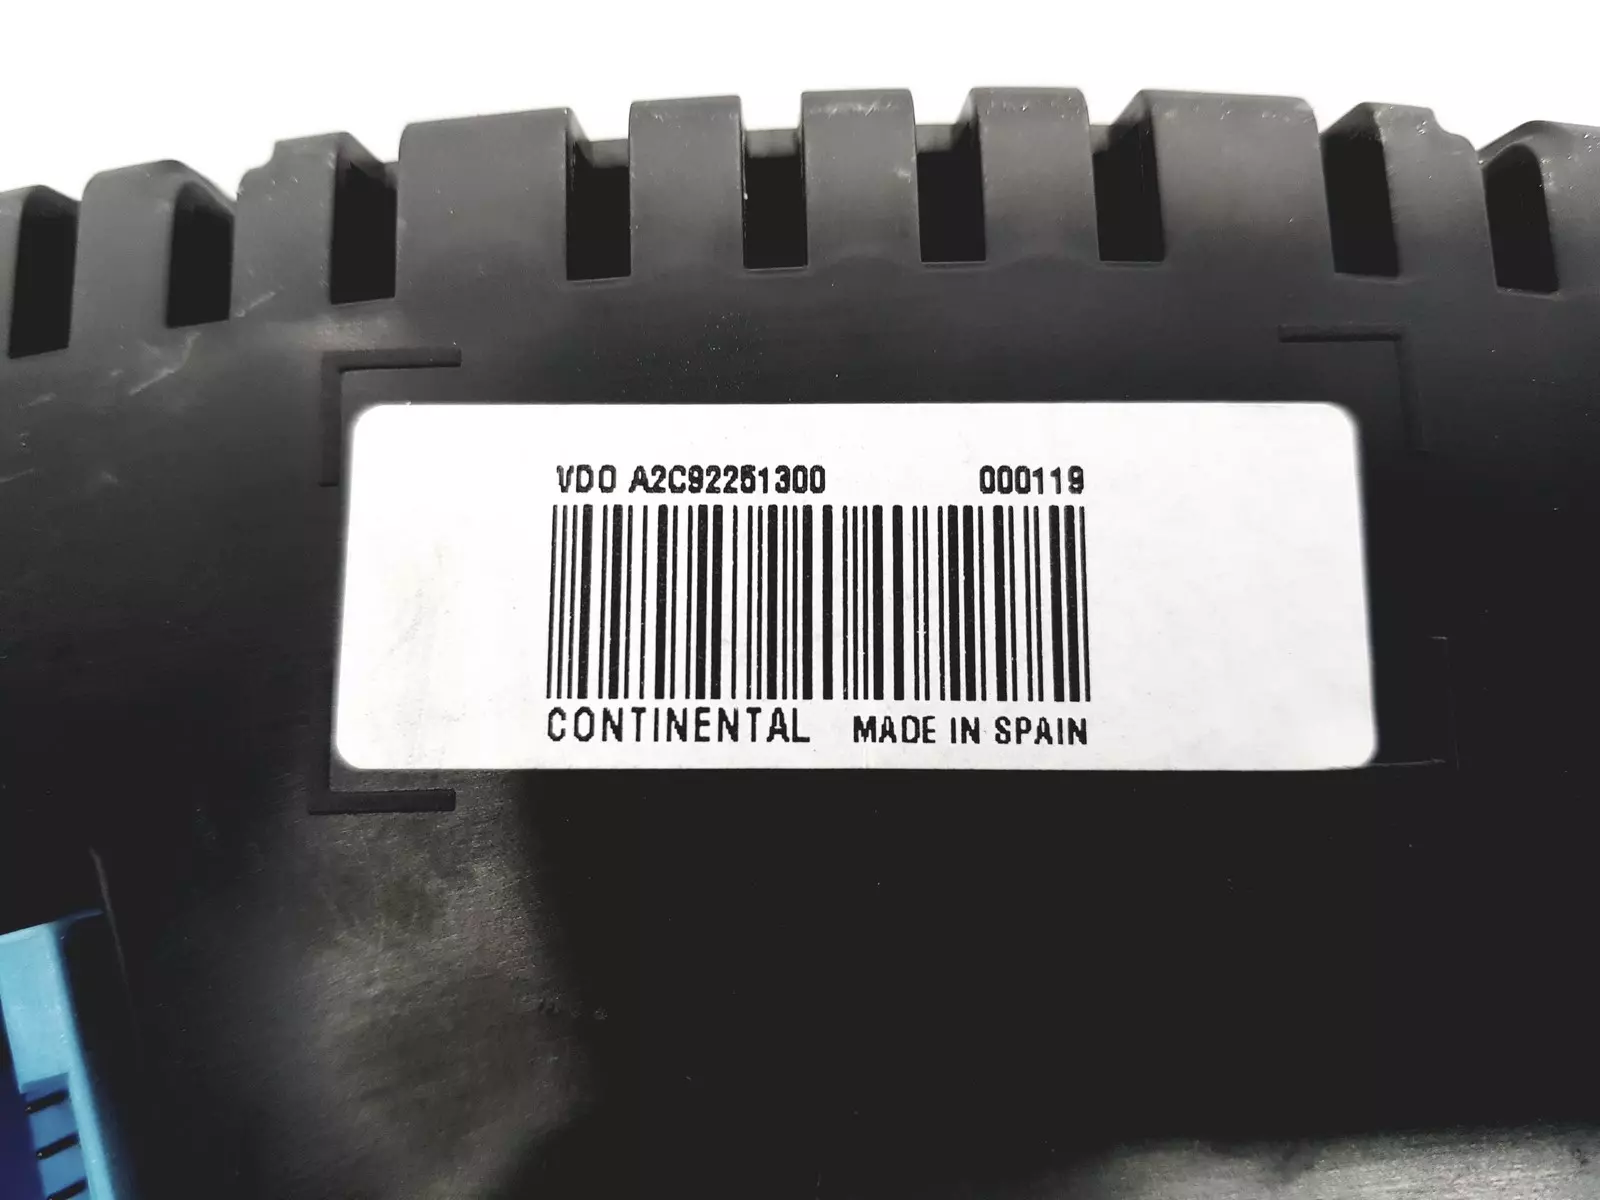 VDO A2C92251300 000119
CONTINENTAL MADE IN SPAIN